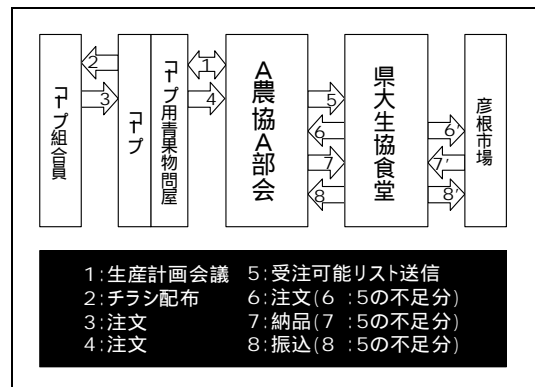 コープ組合員
2
3
コープ
コープ用青果物問屋
1
4
A農協A部会
5
6
7
8
県大生協食堂
6'
7'
8'
彦根市場
1:生産計画会議
2:チラシ配布
3:注文
4:注文
5:受注可能リスト送信
6:注文(6 :5の不足分)
7:納品(7 :5の不足分)
8:振込(8 :5の不足分)